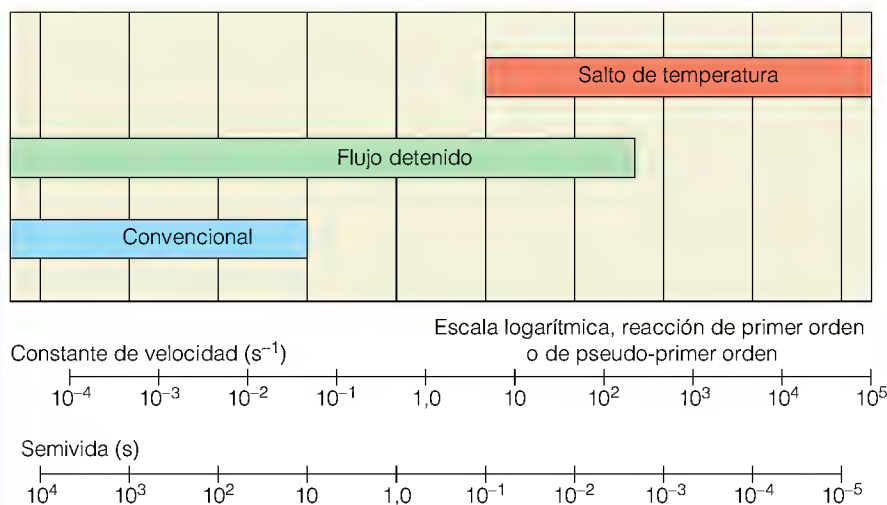 Salto de temperatura
Flujo detenido
Convencional
Escala logarítmica, reacción de primer orden
o de pseudo-primer orden
Constante de velocidad (s⁻¹)
10⁻⁴ 10⁻³ 10⁻² 10⁻¹ 1,0 10 10² 10³ 10⁴ 10⁵
Semivida (s)
10⁴ 10³ 10² 10 1,0 10⁻¹ 10⁻² 10⁻³ 10⁻⁴ 10⁻⁵